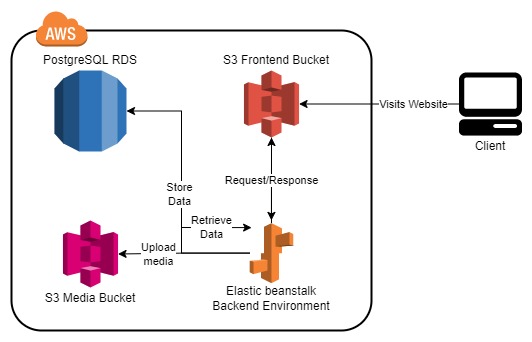 AWS
PostgreSQL RDS
S3 Frontend Bucket
Visits Website
Client
Request/Response
Store
Data
Retrieve
Data
Upload
media
S3 Media Bucket
Elastic beanstalk
Backend Environment